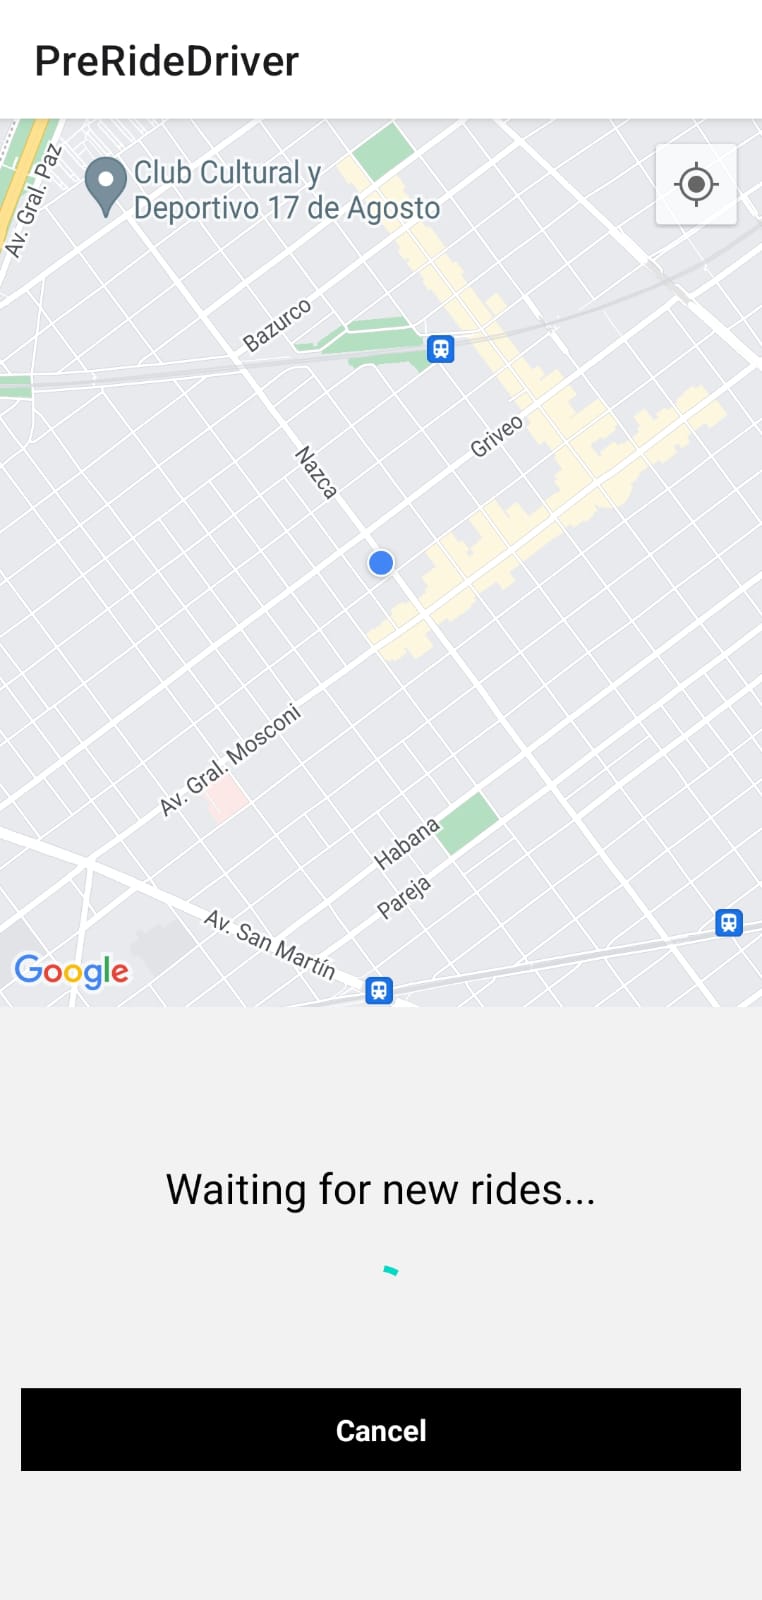 PreRideDriver
Av. Gral. Paz
Club Cultural y
Deportivo 17 de Agosto
Bazurco
Griveo
Nazca
Av. Gral. Mosconi
Habana
Pareja
Av. San Martín
Google
Waiting for new rides...
Cancel